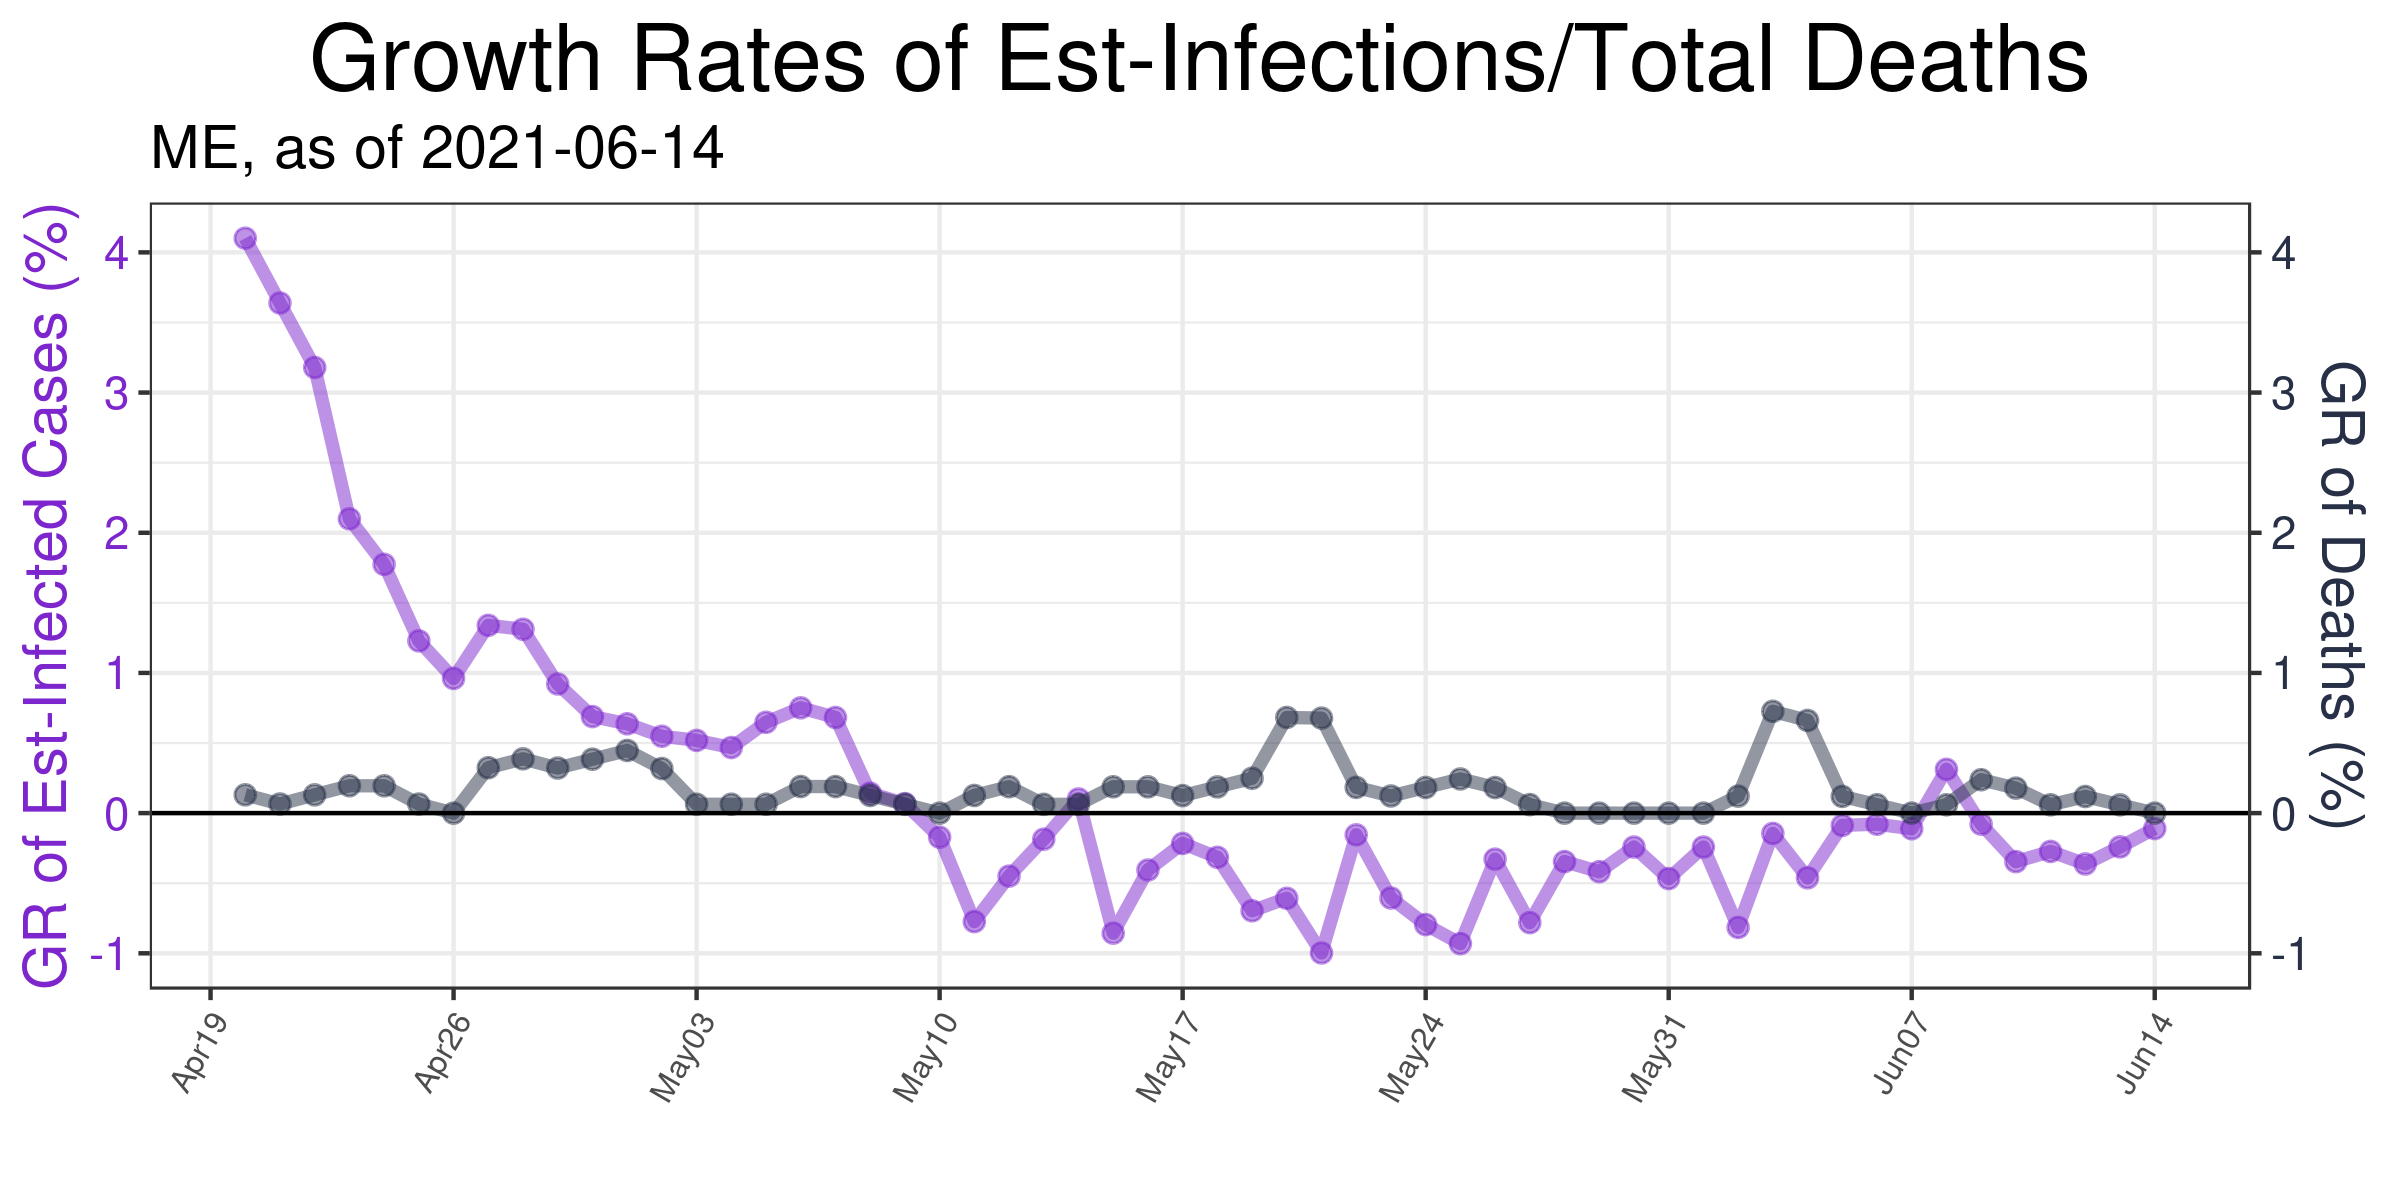 Growth Rates of Est-Infections/Total Deaths
ME, as of 2021-06-14
GR of Est-Infected Cases (%)
4
3
2
1
0
-1
4
3
2
1
0
-1
GR of Deaths (%)
Apr19
Apr26
May03
May10
May17
May24
May31
Jun07
Jun14